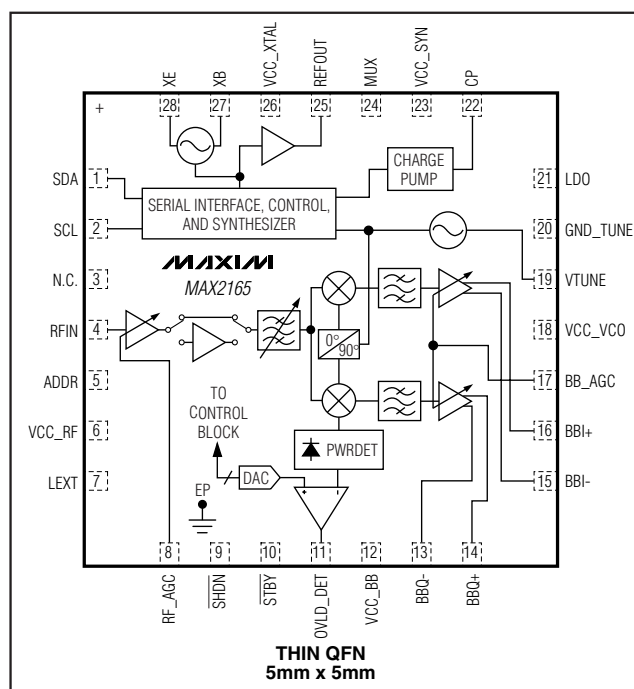 XE
XB
VCC_XTAL
REFOUT
MUX
VCC_SYN
CP
+
28
27
26
25
24
23
22
SDA
1
SERIAL INTERFACE, CONTROL,
AND SYNTHESIZER
CHARGE
PUMP
21
LDO
SCL
2
20
GND_TUNE
N.C.
3
MAXIM
MAX2165
19
VTUNE
RFIN
4
0°
90°
18
VCC_VCO
ADDR
5
17
BB_AGC
VCC_RF
6
TO
CONTROL
BLOCK
16
BBI+
LEXT
7
PWRDET
15
BBI-
EP
DAC
+
-
8
9
10
11
12
13
14
RF_AGC
SHDN
STBY
OVLD_DET
VCC_BB
BBQ-
BBQ+
THIN QFN
5mm x 5mm